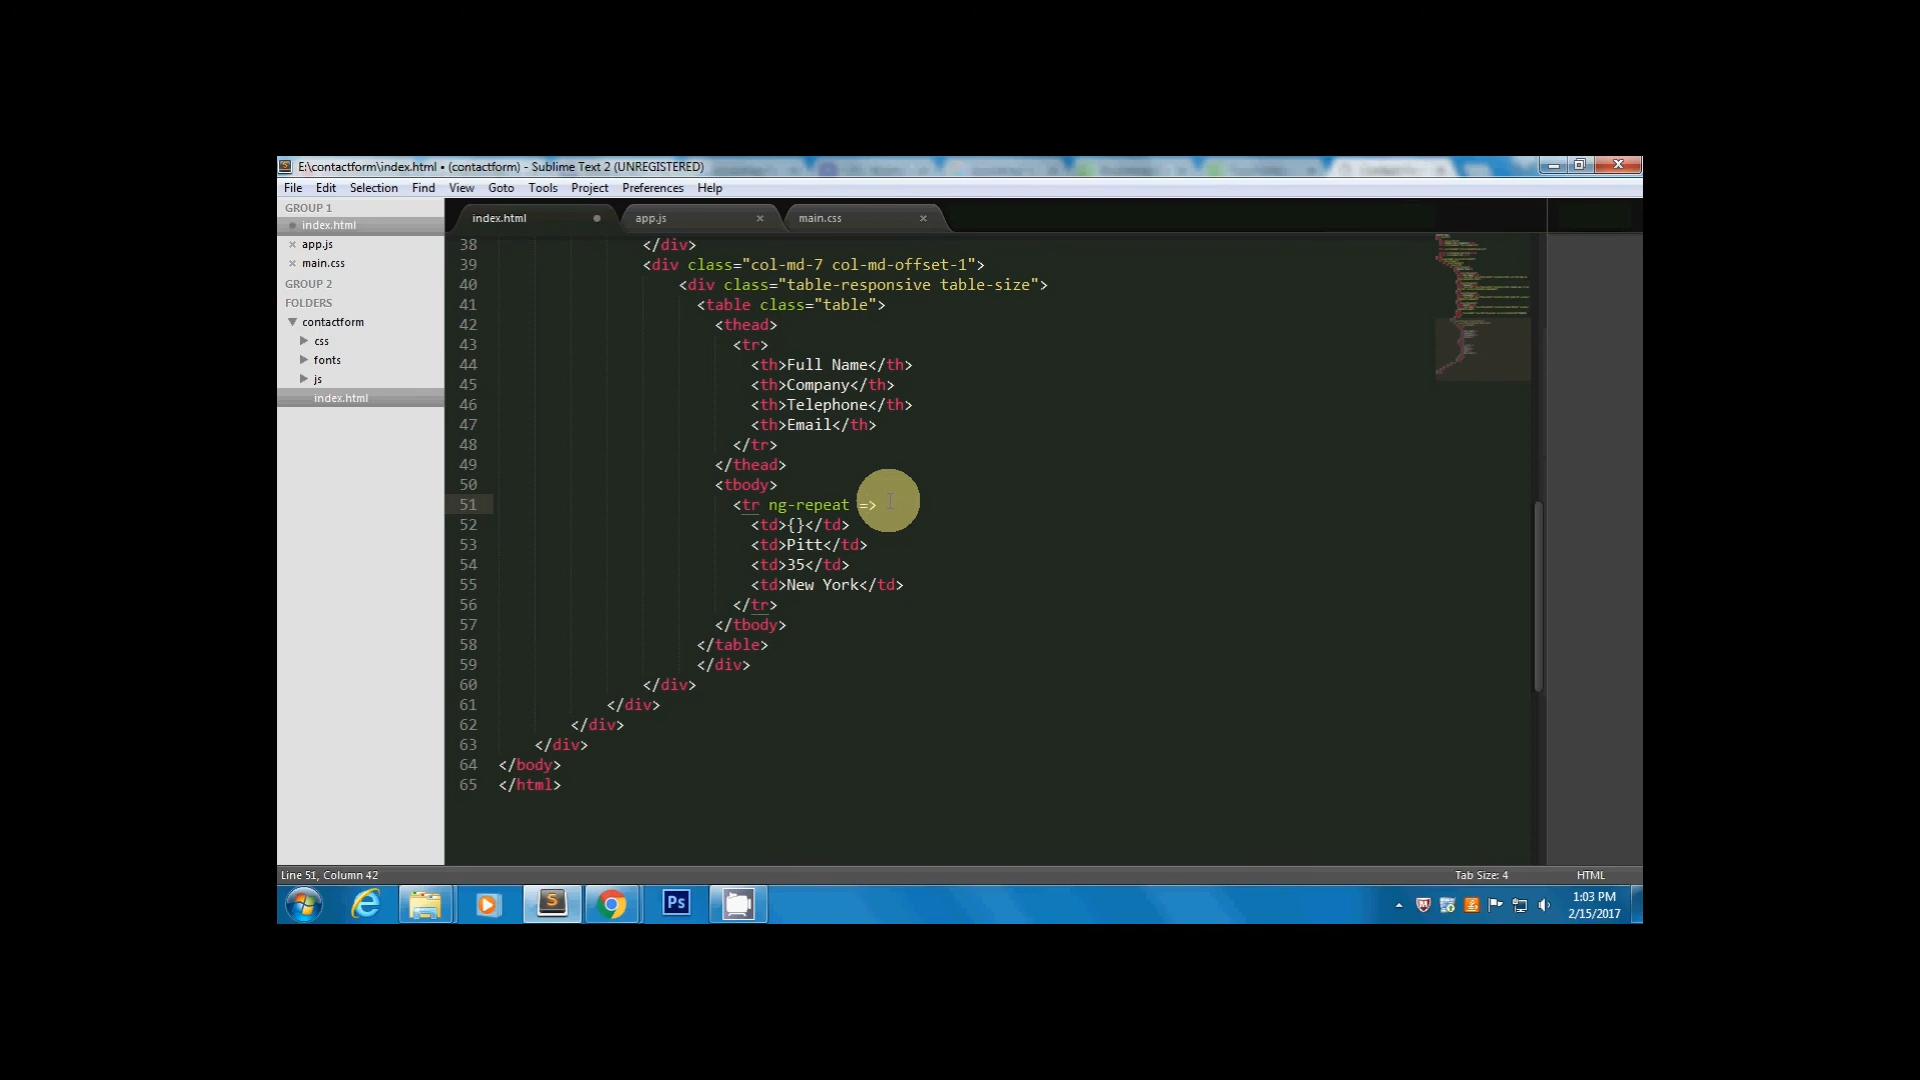 E:\contactform\index.html • (contactform) - Sublime Text 2 (UNREGISTERED)
File Edit Selection Find View Goto Tools Project Preferences Help
GROUP 1
index.html
app.js
main.css
GROUP 2
FOLDERS
contactform
css
fonts
js
index.html
index.html app.js main.css
38 </div>
39 <div class="col-md-7 col-md-offset-1">
40 <div class="table-responsive table-size">
41 <table class="table">
42 <thead>
43 <tr>
44 <th>Full Name</th>
45 <th>Company</th>
46 <th>Telephone</th>
47 <th>Email</th>
48 </tr>
49 </thead>
50 <tbody>
51 <tr ng-repeat =>
52 <td>{}</td>
53 <td>Pitt</td>
54 <td>35</td>
55 <td>New York</td>
56 </tr>
57 </tbody>
58 </table>
59 </div>
60 </div>
61 </div>
62 </div>
63 </div>
64 </body>
65 </html>
Line 51, Column 42
Tab Size: 4
HTML
Ps
1:03 PM
2/15/2017